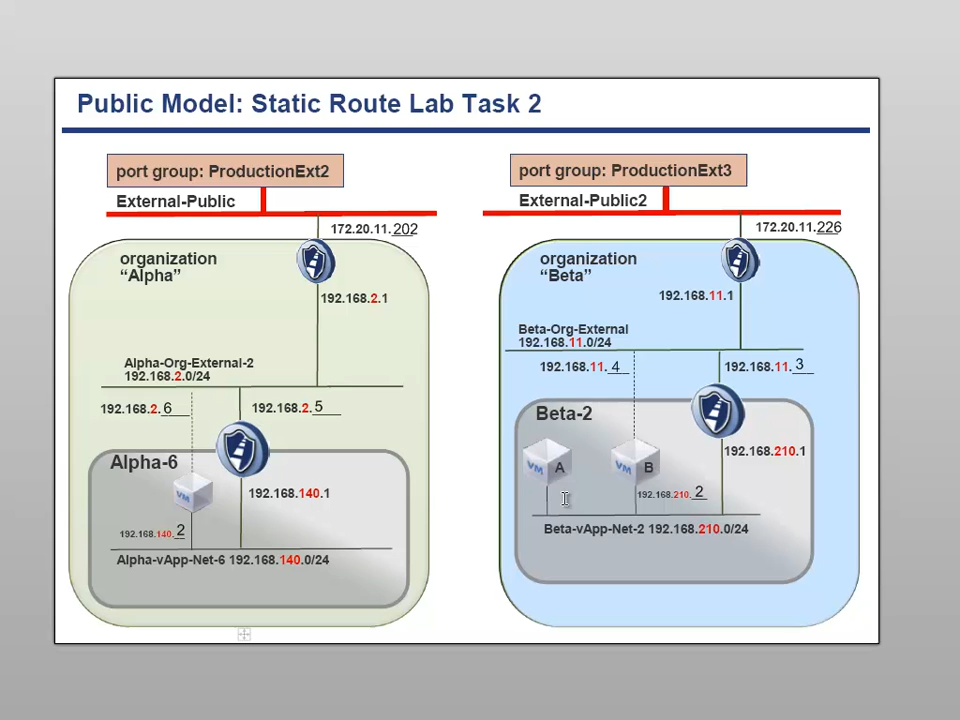 Public Model: Static Route Lab Task 2
port group: ProductionExt2
External-Public
172.20.11.202
organization
“Alpha”
192.168.2.1
Alpha-Org-External-2
192.168.2.0/24
192.168.2.6
192.168.2.5
Alpha-6
VM
192.168.140.1
192.168.140.2
Alpha-vApp-Net-6 192.168.140.0/24
port group: ProductionExt3
External-Public2
172.20.11.226
organization
“Beta”
192.168.11.1
Beta-Org-External
192.168.11.0/24
192.168.11.4
192.168.11.3
Beta-2
VM A
VM B
192.168.210.1
192.168.210.2
Beta-vApp-Net-2 192.168.210.0/24